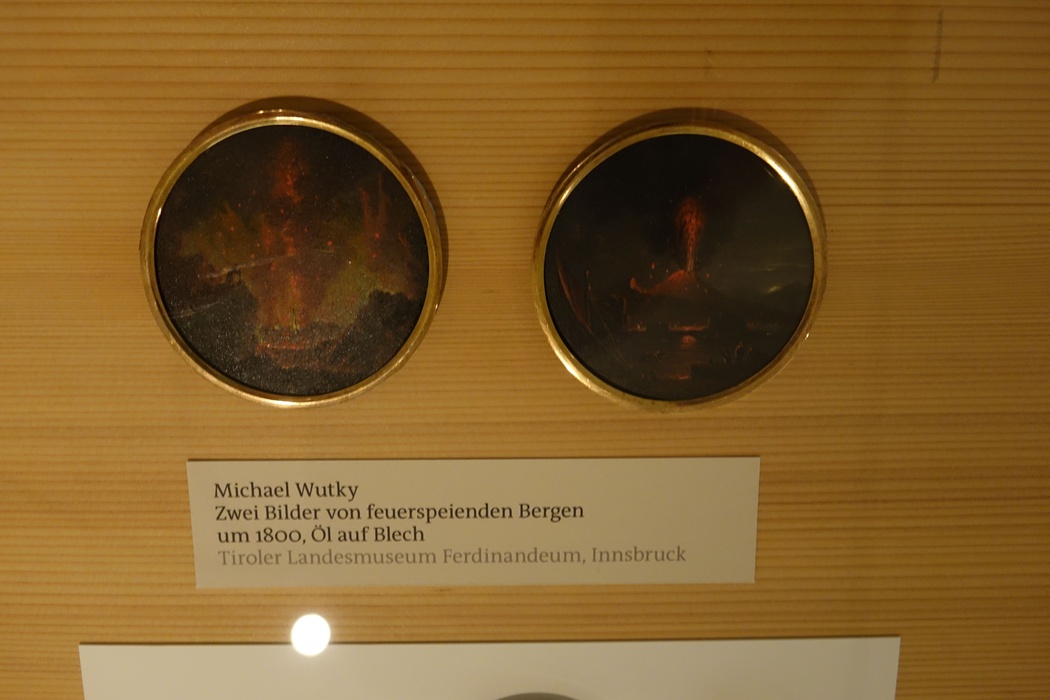 Michael Wutky
Zwei Bilder von feuerspeienden Bergen
um 1800, Öl auf Blech
Tiroler Landesmuseum Ferdinandeum, Innsbruck